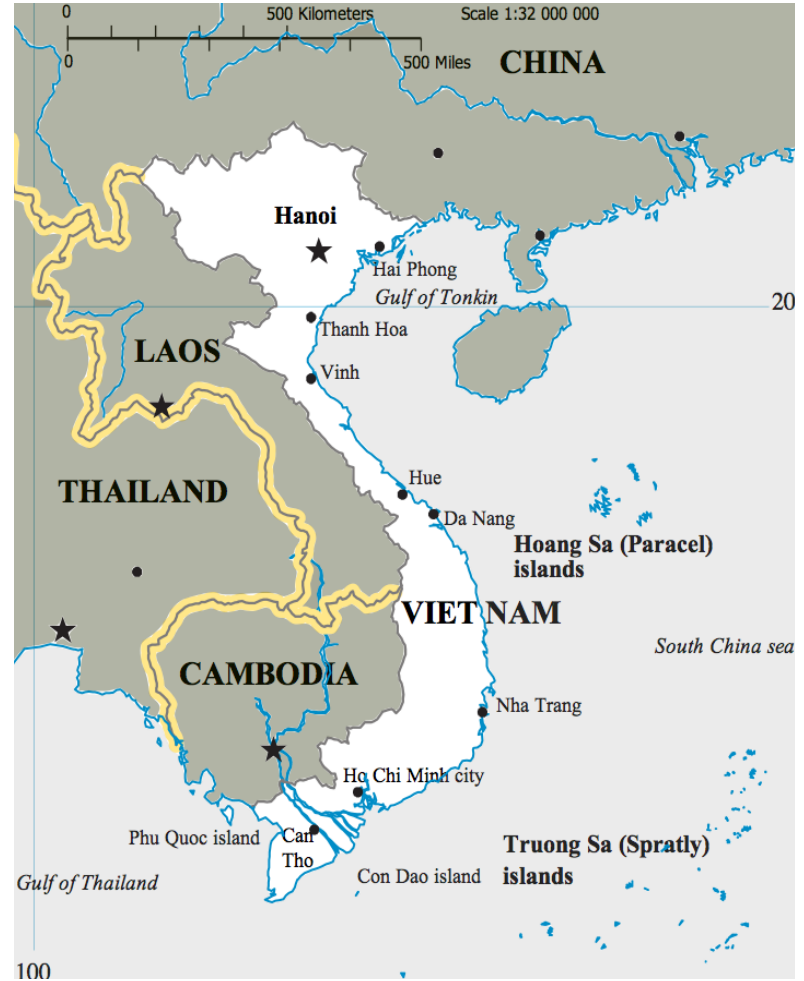 0
500 Kilometers
Scale 1:32 000 000
0
500 Miles
CHINA
Hanoi
Hai Phong
Gulf of Tonkin
20
Thanh Hoa
LAOS
Vinh
THAILAND
Hue
Da Nang
Hoang Sa (Paracel)
islands
VIET NAM
South China sea
CAMBODIA
Nha Trang
Ho Chi Minh city
Phu Quoc island
Can
Tho
Truong Sa (Spratly)
islands
Con Dao island
Gulf of Thailand
100